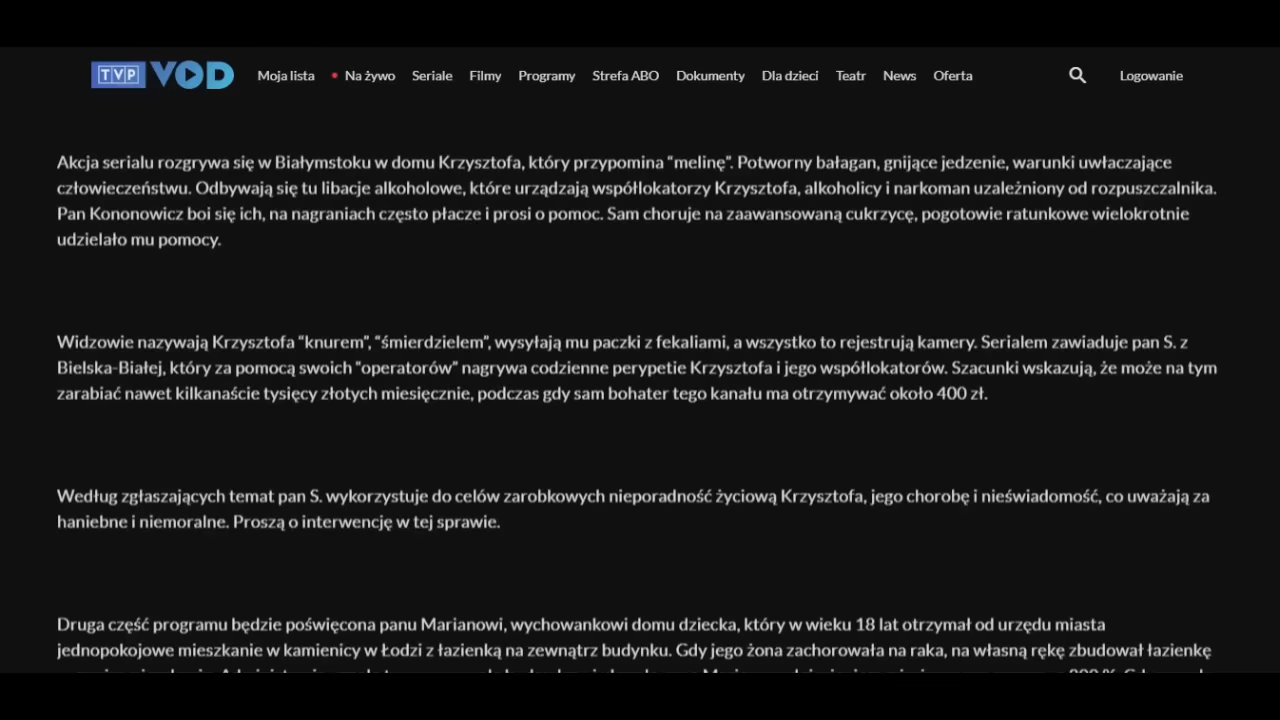 TVP VOD Moja lista Na żywo Seriale Filmy Programy Strefa ABO Dokumenty Dla dzieci Teatr News Oferta Logowanie
Akcja serialu rozgrywa się w Białymstoku w domu Krzysztofa, który przypomina “melinę”. Potworny bałagan, gnijące jedzenie, warunki uwłaczające
człowieczeństwu. Odbywają się tu libacje alkoholowe, które urządzają współlokatorzy Krzysztofa, alkoholicy i narkoman uzależniony od rozpuszczalnika.
Pan Kononowicz boi się ich, na nagraniach często płacze i prosi o pomoc. Sam choruje na zaawansowaną cukrzycę, pogotowie ratunkowe wielokrotnie
udzielało mu pomocy.
Widzowie nazywają Krzysztofa “knurem”, “śmierdzielem”, wysyłają mu paczki z fekaliami, a wszystko to rejestrują kamery. Serialem zawiaduje pan S. z
Bielska-Białej, który za pomocą swoich “operatorów” nagrywa codzienne perypetie Krzysztofa i jego współlokatorów. Szacunki wskazują, że może na tym
zarabiać nawet kilkanaście tysięcy złotych miesięcznie, podczas gdy sam bohater tego kanału ma otrzymywać około 400 zł.
Według zgłaszających temat pan S. wykorzystuje do celów zarobkowych nieporadność życiową Krzysztofa, jego chorobę i nieświadomość, co uważają za
haniebne i niemoralne. Proszą o interwencję w tej sprawie.
Druga część programu będzie poświęcona panu Marianowi, wychowankowi domu dziecka, który w wieku 18 lat otrzymał od urzędu miasta
jednopokojowe mieszkanie w kamienicy w Łodzi z łazienką na zewnątrz budynku. Gdy jego żona zachorowała na raka, na własną rękę zbudował łazienkę